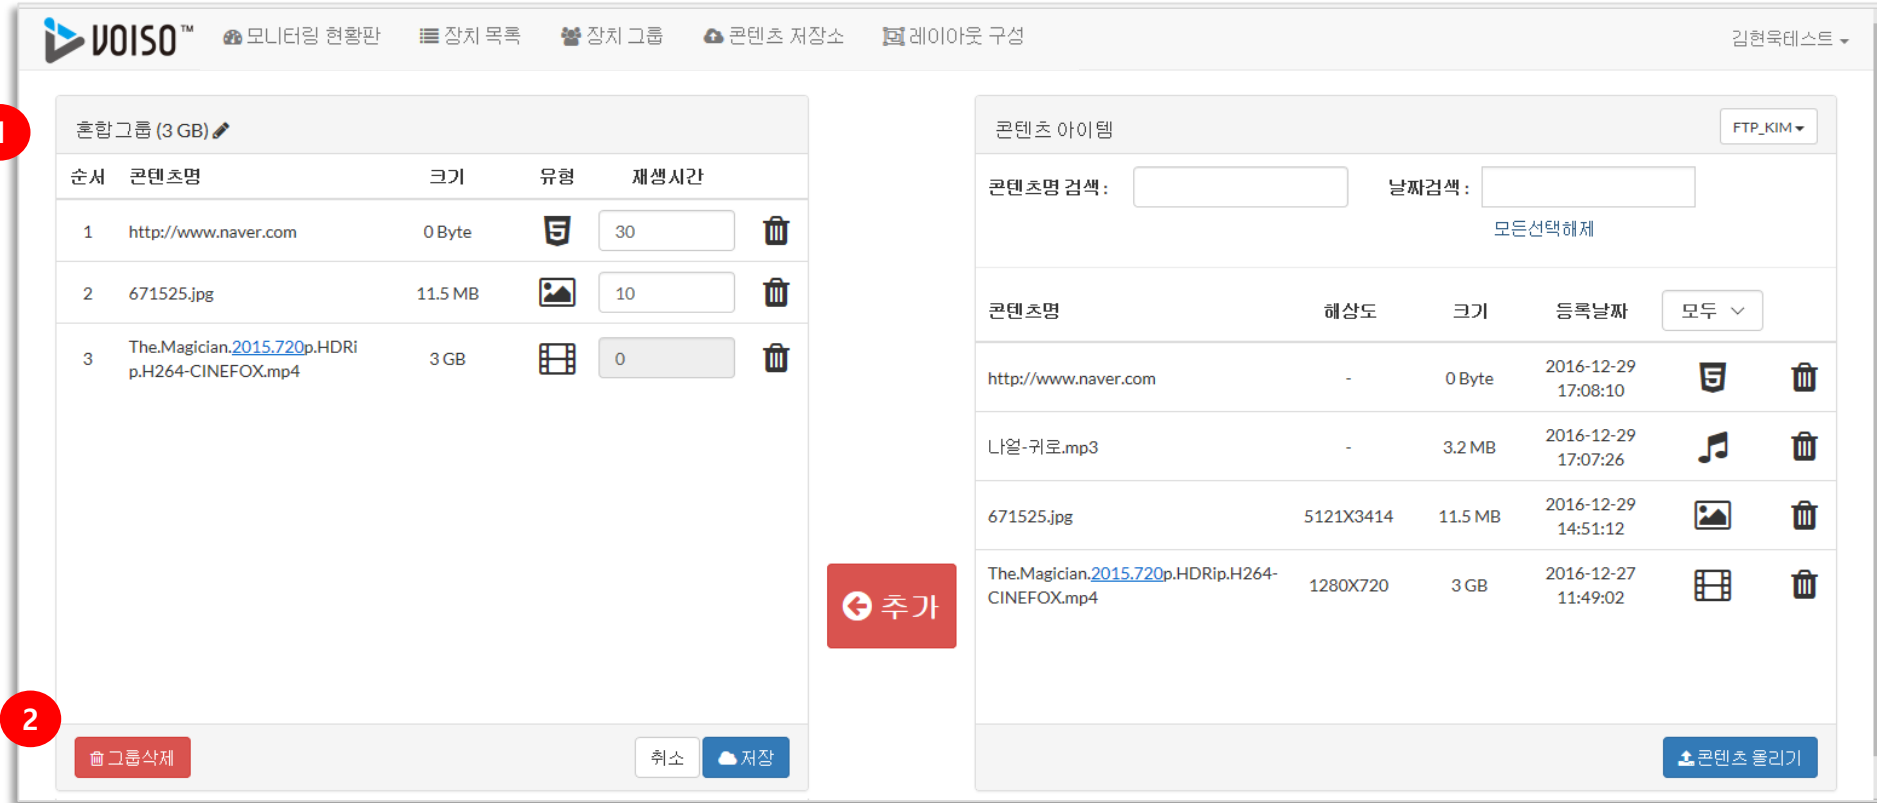 VOISO™ 모니터링 현황판 장치 목록 장치 그룹 콘텐츠 저장소 레이아웃 구성 김현욱테스트
1
혼합그룹 (3 GB)
순서 콘텐츠명 크기 유형 재생시간
1 http://www.naver.com 0 Byte 30
2 671525.jpg 11.5 MB 10
3 The.Magician.2015.720p.HDRi
p.H264-CINEFOX.mp4 3 GB 0
2
그룹삭제 취소 저장
추가
콘텐츠 아이템 FTP_KIM
콘텐츠명 검색 : 날짜검색 :
모든선택해제
콘텐츠명 해상도 크기 등록날짜 모두
http://www.naver.com - 0 Byte 2016-12-29
17:08:10
나얼-귀로.mp3 - 3.2 MB 2016-12-29
17:07:26
671525.jpg 5121X3414 11.5 MB 2016-12-29
14:51:12
The.Magician.2015.720p.HDRip.H264-
CINEFOX.mp4 1280X720 3 GB 2016-12-27
11:49:02
콘텐츠 올리기